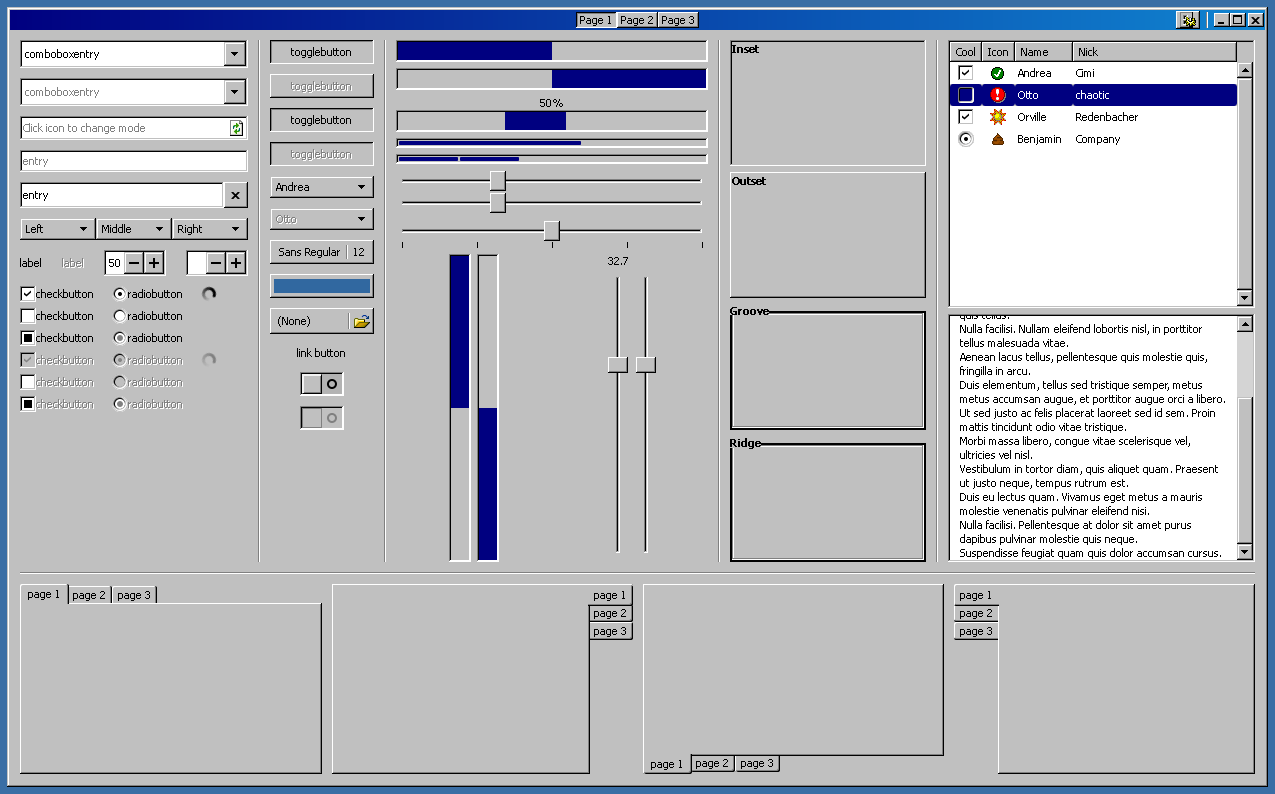 Page 1 Page 2 Page 3
comboboxentry
comboboxentry
Click icon to change mode
entry
entry
Left Middle Right
label label 50
checkbutton radiobutton
checkbutton radiobutton
checkbutton radiobutton
checkbutton radiobutton
checkbutton radiobutton
checkbutton radiobutton
togglebutton
togglebutton
togglebutton
togglebutton
Andrea
Otto
Sans Regular 12
(None)
link button
50%
32.7
Inset
Outset
Groove
Ridge
Cool Icon Name Nick
Andrea Cimi
Otto chaotic
Orville Redenbacher
Benjamin Company
quis tellus.
Nulla facilisi. Nullam eleifend lobortis nisl, in porttitor
tellus malesuada vitae.
Aenean lacus tellus, pellentesque quis molestie quis,
fringilla in arcu.
Duis elementum, tellus sed tristique semper, metus
metus accumsan augue, et porttitor augue orci a libero.
Ut sed justo ac felis placerat laoreet sed id sem. Proin
mattis tincidunt odio vitae tristique.
Morbi massa libero, congue vitae scelerisque vel,
ultricies vel nisl.
Vestibulum in tortor diam, quis aliquet quam. Praesent
ut justo neque, tempus rutrum est.
Duis eu lectus quam. Vivamus eget metus a mauris
molestie venenatis pulvinar eleifend nisi.
Nulla facilisi. Pellentesque at dolor sit amet purus
dapibus pulvinar molestie quis neque.
Suspendisse feugiat quam quis dolor accumsan cursus.
page 1 page 2 page 3
page 1
page 2
page 3
page 1 page 2 page 3
page 1
page 2
page 3